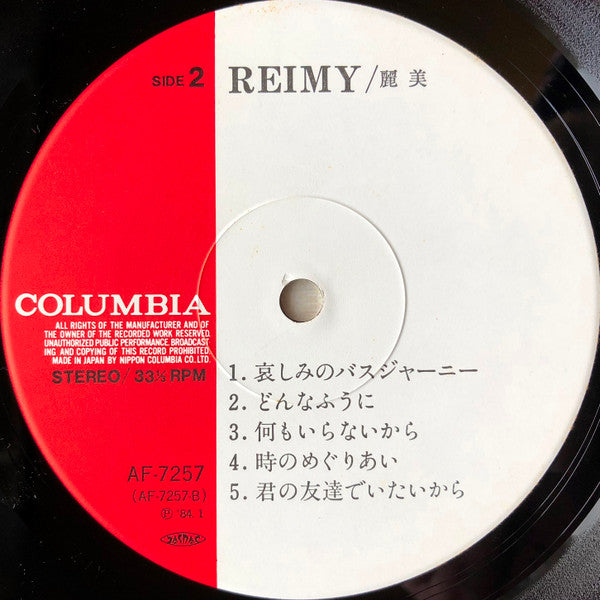 SIDE 2
REIMY/麗美
COLUMBIA
ALL RIGHTS OF THE MANUFACTURER AND OF
THE OWNER OF THE RECORDED WORK RESERVED.
UNAUTHORIZED PUBLIC PERFORMANCE. BROADCAST
ING AND COPYING OF THIS RECORD PROHIBITED
MADE IN JAPAN BY NIPPON COLUMBIA CO.LTD
STEREO/33⅓RPM
1.哀しみのバスジャーニー
2.どんなふうに
3.何もいらないから
4.時のめぐりあい
5.君の友達でいたいから
AF-7257
(AF-7257-B)
Ⓟ '84.1